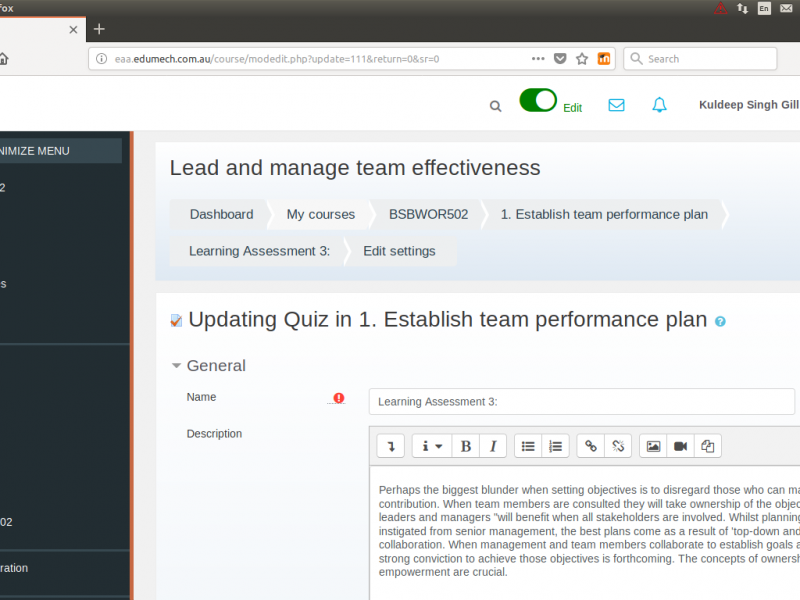 fox
En
eaa.edumech.com.au/course/modedit.php?update=111&return=0&sr=0
Search
Edit
Kuldeep Singh Gill
NIMIZE MENU
2
s
02
ration
Lead and manage team effectiveness
Dashboard My courses BSBWOR502 1. Establish team performance plan
Learning Assessment 3: Edit settings
Updating Quiz in 1. Establish team performance plan
General
Name
Learning Assessment 3:
Description
Perhaps the biggest blunder when setting objectives is to disregard those who can ma
contribution. When team members are consulted they will take ownership of the objec
leaders and managers "will benefit when all stakeholders are involved. Whilst planning
instigated from senior management, the best plans come as a result of 'top-down and
collaboration. When management and team members collaborate to establish goals a
strong conviction to achieve those objectives is forthcoming. The concepts of ownersh
empowerment are crucial.